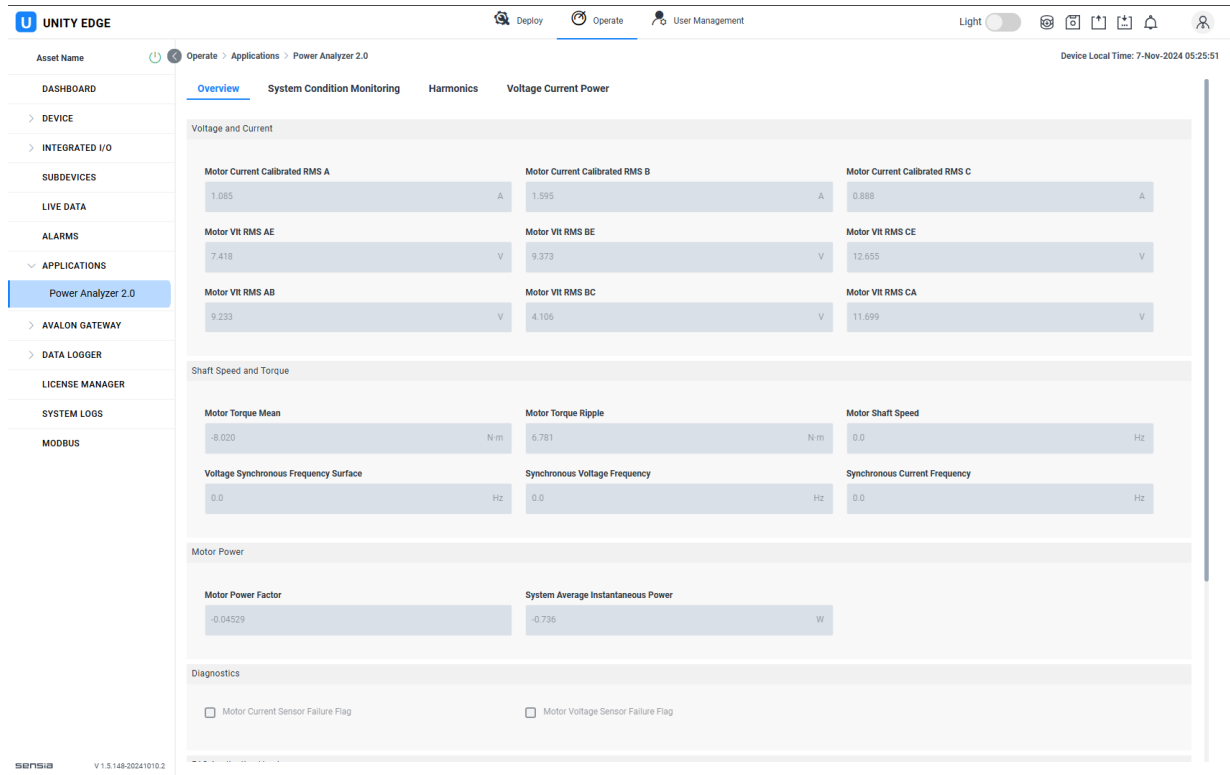 U UNITY EDGE
Deploy
Operate
User Management
Light
Asset Name
Operate > Applications > Power Analyzer 2.0
Device Local Time: 7-Nov-2024 05:25:51
DASHBOARD
DEVICE
INTEGRATED I/O
SUBDEVICES
LIVE DATA
ALARMS
APPLICATIONS
Power Analyzer 2.0
AVALON GATEWAY
DATA LOGGER
LICENSE MANAGER
SYSTEM LOGS
MODBUS
sensia
V 1.5.148-20241010.2
Overview System Condition Monitoring Harmonics Voltage Current Power
Voltage and Current
Motor Current Calibrated RMS A Motor Current Calibrated RMS B Motor Current Calibrated RMS C
1.085 A 1.595 A 0.888 A
Motor Vlt RMS AE Motor Vlt RMS BE Motor Vlt RMS CE
7.418 V 9.373 V 12.655 V
Motor Vlt RMS AB Motor Vlt RMS BC Motor Vlt RMS CA
9.233 V 4.106 V 11.699 V
Shaft Speed and Torque
Motor Torque Mean Motor Torque Ripple Motor Shaft Speed
-8.020 N·m 6.781 N·m 0.0 Hz
Voltage Synchronous Frequency Surface Synchronous Voltage Frequency Synchronous Current Frequency
0.0 Hz 0.0 Hz 0.0 Hz
Motor Power
Motor Power Factor System Average Instantaneous Power
-0.04529 -0.736 W
Diagnostics
Motor Current Sensor Failure Flag Motor Voltage Sensor Failure Flag